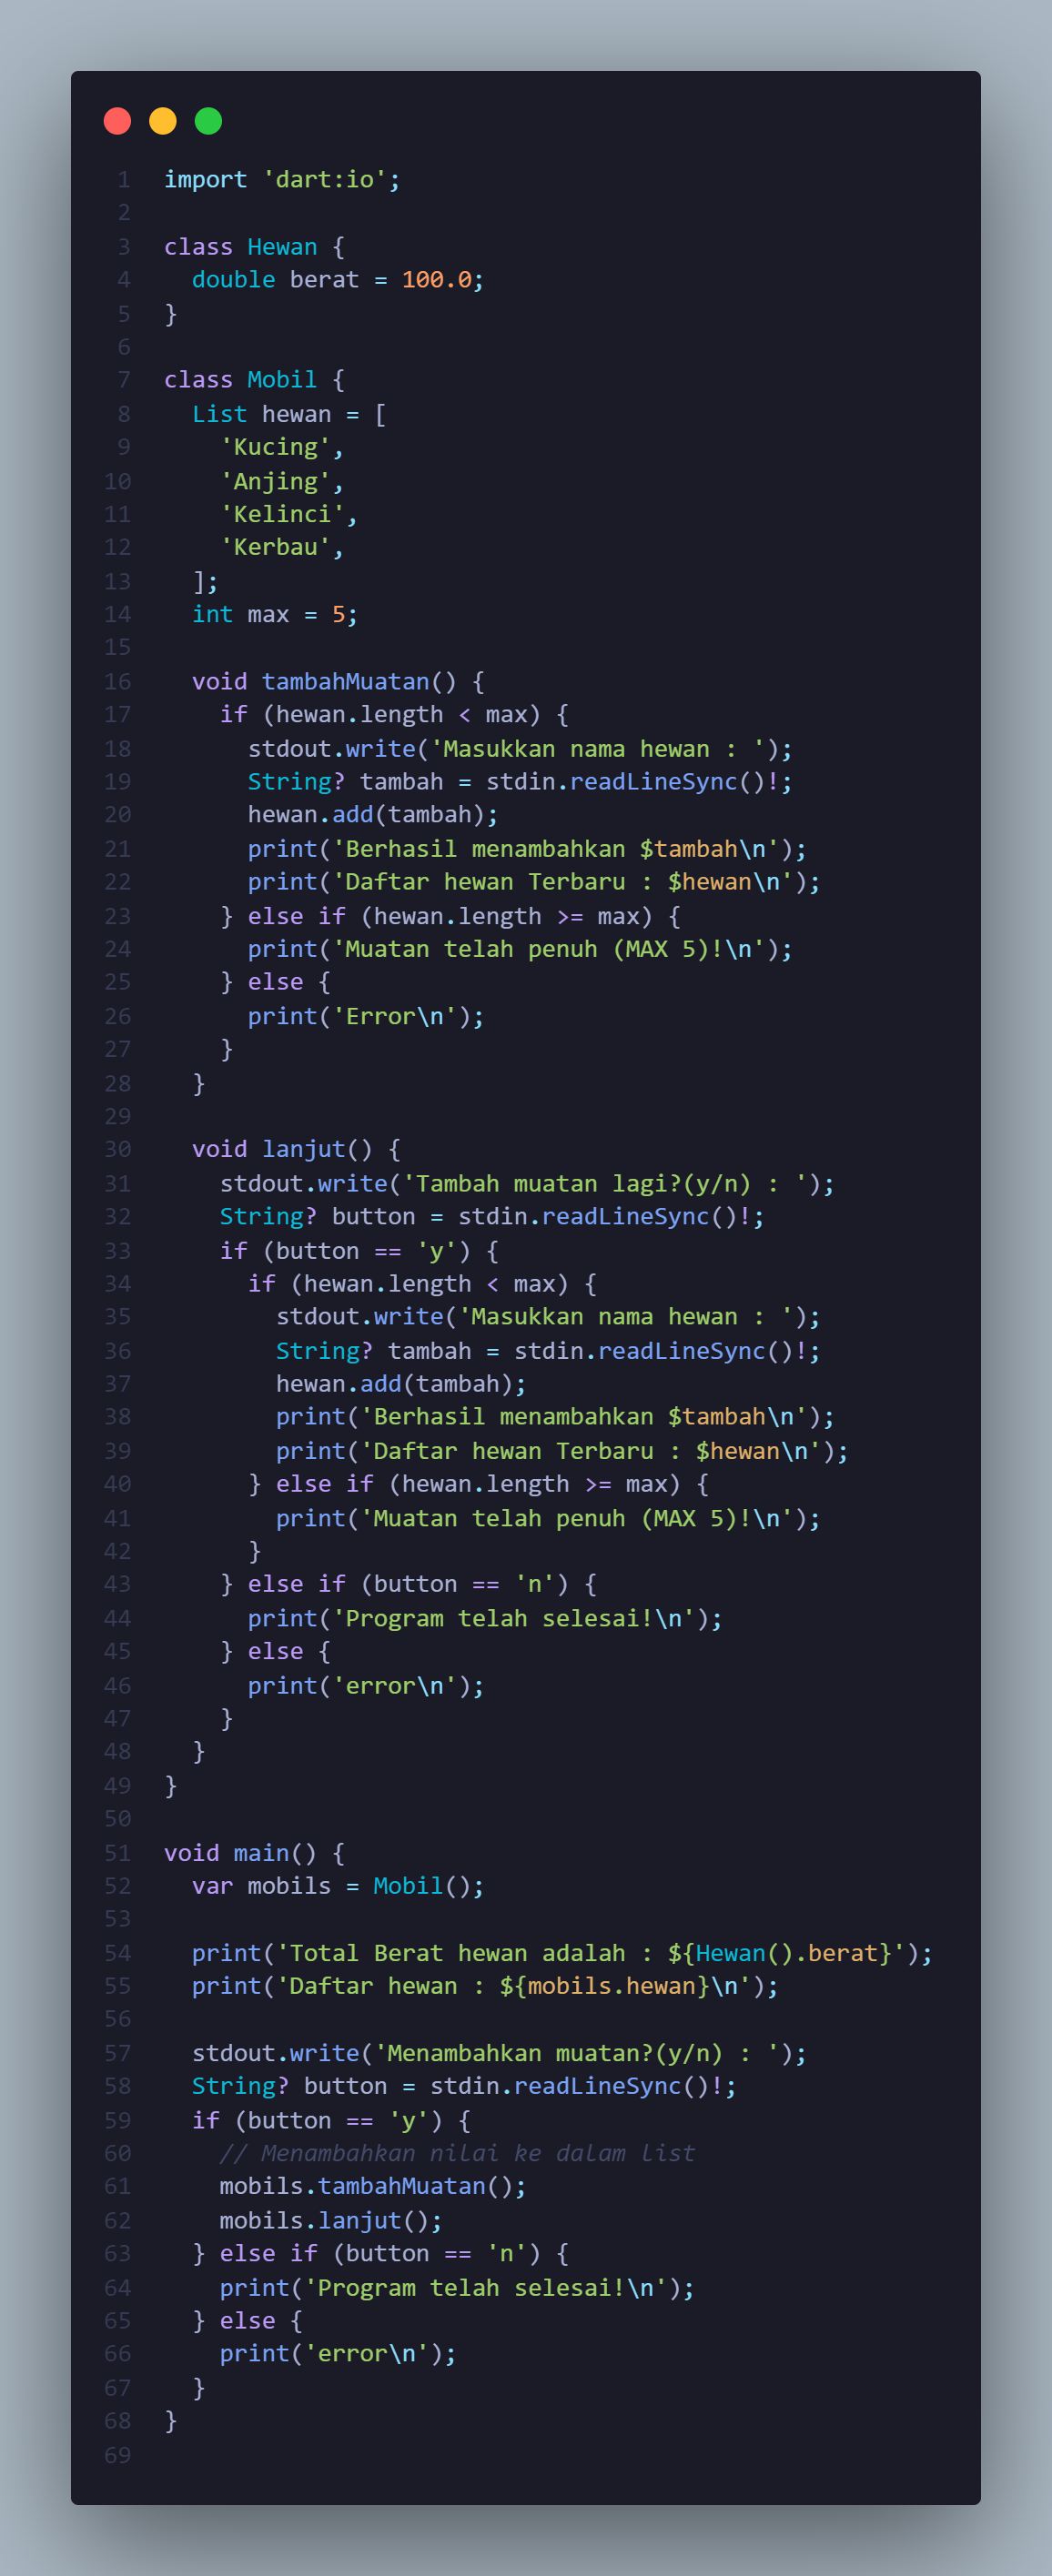 1 import 'dart:io';
2
3 class Hewan {
4   double berat = 100.0;
5 }
6
7 class Mobil {
8   List hewan = [
9     'Kucing',
10     'Anjing',
11     'Kelinci',
12     'Kerbau',
13   ];
14   int max = 5;
15
16   void tambahMuatan() {
17     if (hewan.length < max) {
18       stdout.write('Masukkan nama hewan : ');
19       String? tambah = stdin.readLineSync()!;
20       hewan.add(tambah);
21       print('Berhasil menambahkan $tambah\n');
22       print('Daftar hewan Terbaru : $hewan\n');
23     } else if (hewan.length >= max) {
24       print('Muatan telah penuh (MAX 5)!\n');
25     } else {
26       print('Error\n');
27     }
28   }
29
30   void lanjut() {
31     stdout.write('Tambah muatan lagi?(y/n) : ');
32     String? button = stdin.readLineSync()!;
33     if (button == 'y') {
34       if (hewan.length < max) {
35         stdout.write('Masukkan nama hewan : ');
36         String? tambah = stdin.readLineSync()!;
37         hewan.add(tambah);
38         print('Berhasil menambahkan $tambah\n');
39         print('Daftar hewan Terbaru : $hewan\n');
40       } else if (hewan.length >= max) {
41         print('Muatan telah penuh (MAX 5)!\n');
42       }
43     } else if (button == 'n') {
44       print('Program telah selesai!\n');
45     } else {
46       print('error\n');
47     }
48   }
49 }
50
51 void main() {
52   var mobils = Mobil();
53
54   print('Total Berat hewan adalah : ${Hewan().berat}');
55   print('Daftar hewan : ${mobils.hewan}\n');
56
57   stdout.write('Menambahkan muatan?(y/n) : ');
58   String? button = stdin.readLineSync()!;
59   if (button == 'y') {
60     // Menambahkan nilai ke dalam list
61     mobils.tambahMuatan();
62     mobils.lanjut();
63   } else if (button == 'n') {
64     print('Program telah selesai!\n');
65   } else {
66     print('error\n');
67   }
68 }
69